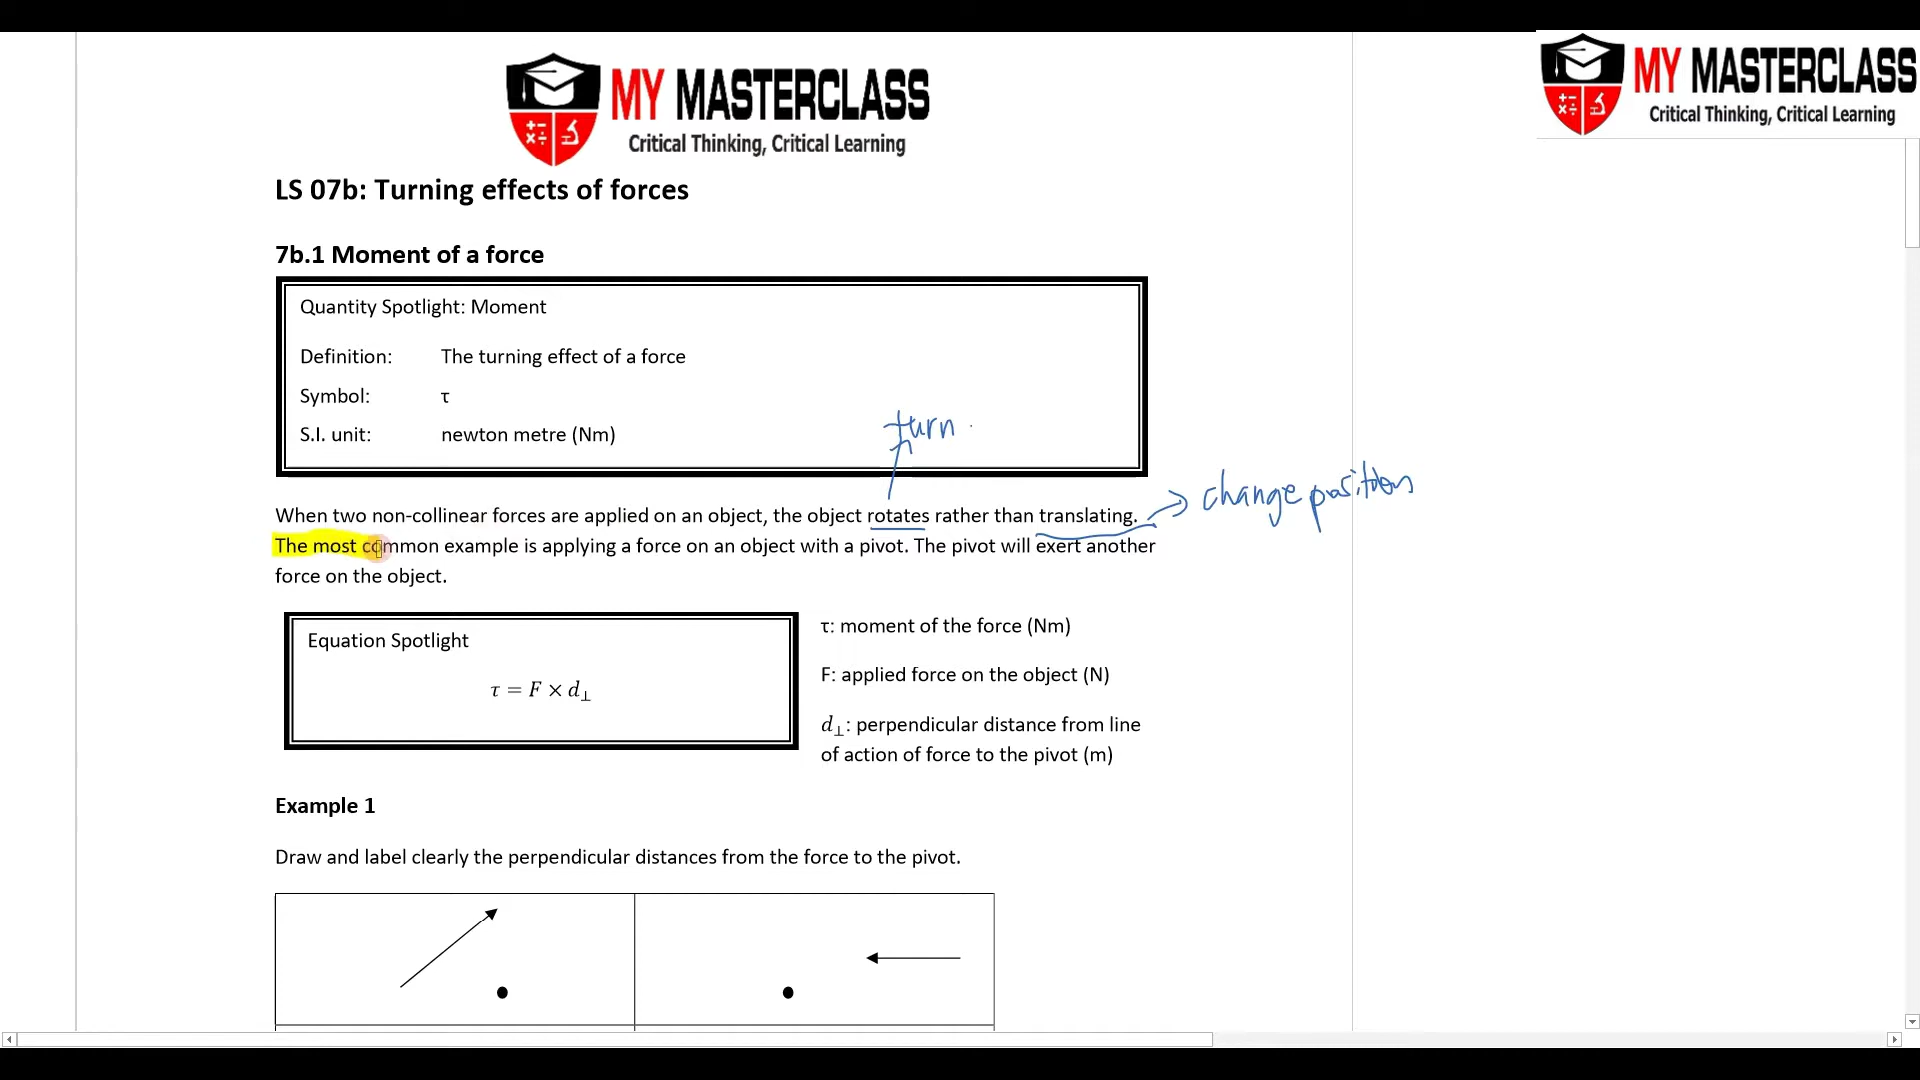 MY MASTERCLASS
Critical Thinking, Critical Learning
MY MASTERCLASS
Critical Thinking, Critical Learning
LS 07b: Turning effects of forces
7b.1 Moment of a force
Quantity Spotlight: Moment
Definition: The turning effect of a force
Symbol: τ
S.I. unit: newton metre (Nm)
turn
change position
When two non-collinear forces are applied on an object, the object rotates rather than translating.
The most common example is applying a force on an object with a pivot. The pivot will exert another
force on the object.
Equation Spotlight
τ = F × d⊥
τ: moment of the force (Nm)
F: applied force on the object (N)
d⊥: perpendicular distance from line
of action of force to the pivot (m)
Example 1
Draw and label clearly the perpendicular distances from the force to the pivot.